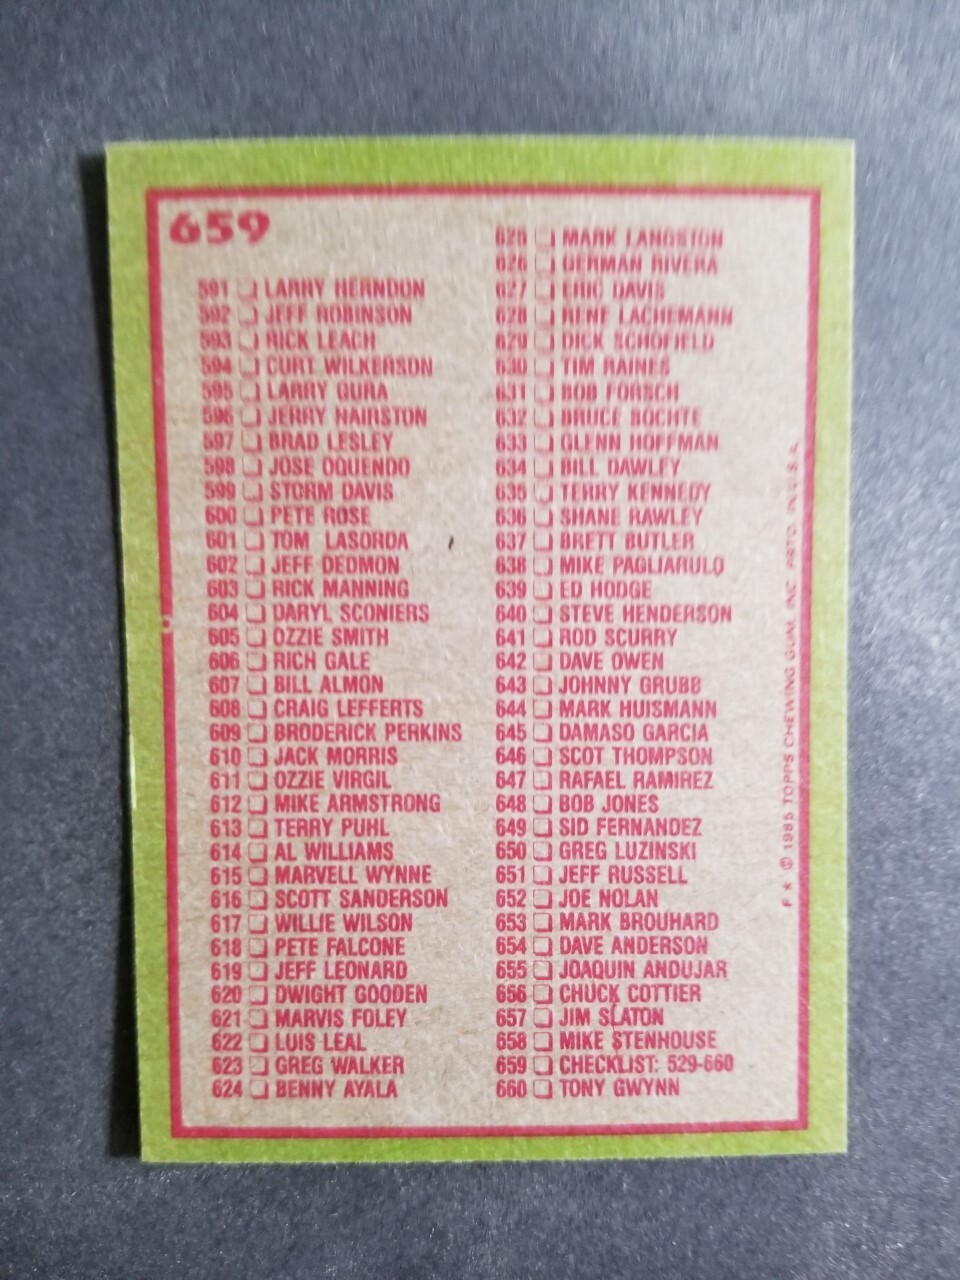 659
591 LARRY HERNDON
592 JEFF ROBINSON
593 RICK LEACH
594 CURT WILKERSON
595 LARRY GURA
596 JERRY HAIRSTON
597 BRAD LESLEY
598 JOSE OQUENDO
599 STORM DAVIS
600 PETE ROSE
601 TOM LASORDA
602 JEFF DEDMON
603 RICK MANNING
604 DARYL SCONIERS
605 OZZIE SMITH
606 RICH GALE
607 BILL ALMON
608 CRAIG LEFFERTS
609 BRODERICK PERKINS
610 JACK MORRIS
611 OZZIE VIRGIL
612 MIKE ARMSTRONG
613 TERRY PUHL
614 AL WILLIAMS
615 MARVELL WYNNE
616 SCOTT SANDERSON
617 WILLIE WILSON
618 PETE FALCONE
619 JEFF LEONARD
620 DWIGHT GOODEN
621 MARVIS FOLEY
622 LUIS LEAL
623 GREG WALKER
624 BENNY AYALA
625 MARK LANGSTON
626 GERMAN RIVERA
627 ERIC DAVIS
628 RENE LACHEMANN
629 DICK SCHOFIELD
630 TIM RAINES
631 BOB FORSCH
632 BRUCE BOCHTE
633 GLENN HOFFMAN
634 BILL DAWLEY
635 TERRY KENNEDY
636 SHANE RAWLEY
637 BRETT BUTLER
638 MIKE PAGLIARULO
639 ED HODGE
640 STEVE HENDERSON
641 ROD SCURRY
642 DAVE OWEN
643 JOHNNY GRUBB
644 MARK HUISMANN
645 DAMASO GARCIA
646 SCOT THOMPSON
647 RAFAEL RAMIREZ
648 BOB JONES
649 SID FERNANDEZ
650 GREG LUZINSKI
651 JEFF RUSSELL
652 JOE NOLAN
653 MARK BROUHARD
654 DAVE ANDERSON
655 JOAQUIN ANDUJAR
656 CHUCK COTTIER
657 JIM SLATON
658 MIKE STENHOUSE
659 CHECKLIST: 529-660
660 TONY GWYNN
F * © 1985 TOPPS CHEWING GUM, INC. PRTD. IN U.S.A.